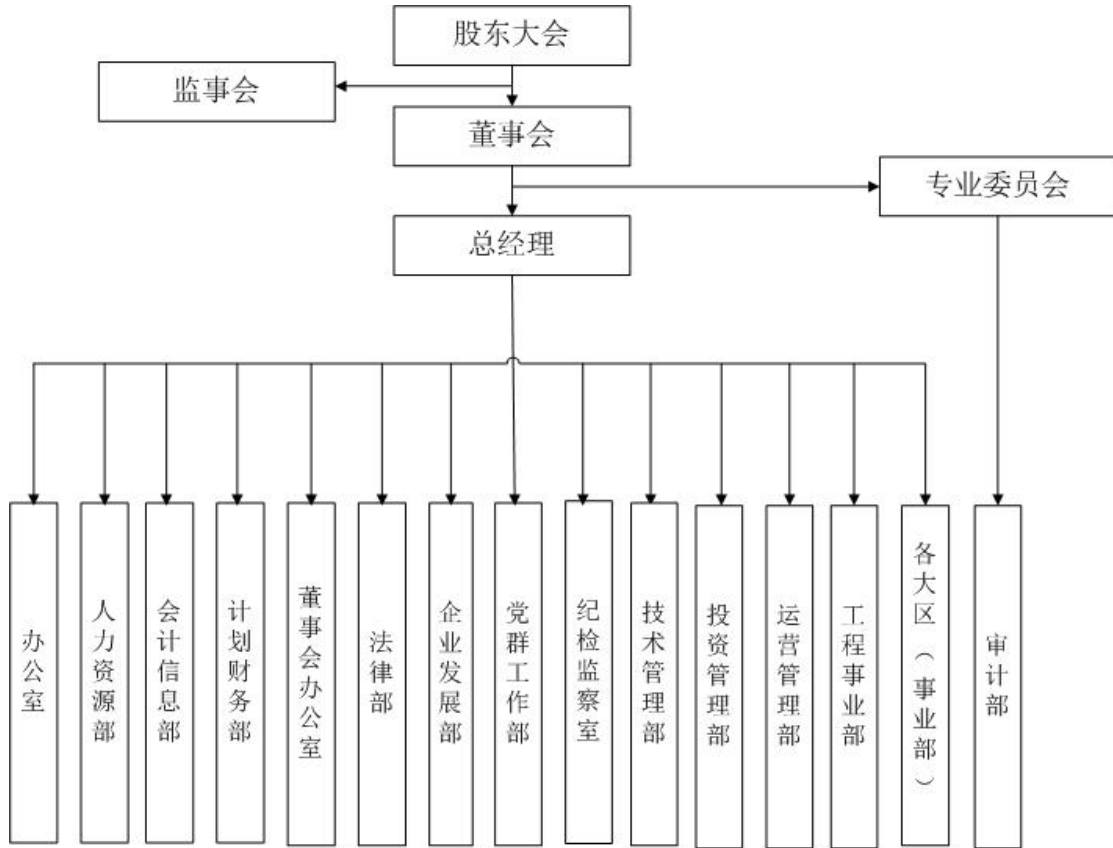 股东大会
监事会
董事会
专业委员会
总经理
办公室
人力资源部
会计信息部
计划财务部
董事会办公室
法律部
企业发展部
党群工作部
纪检监察室
技术管理部
投资管理部
运营管理部
工程事业部
各大区（事业部）
审计部